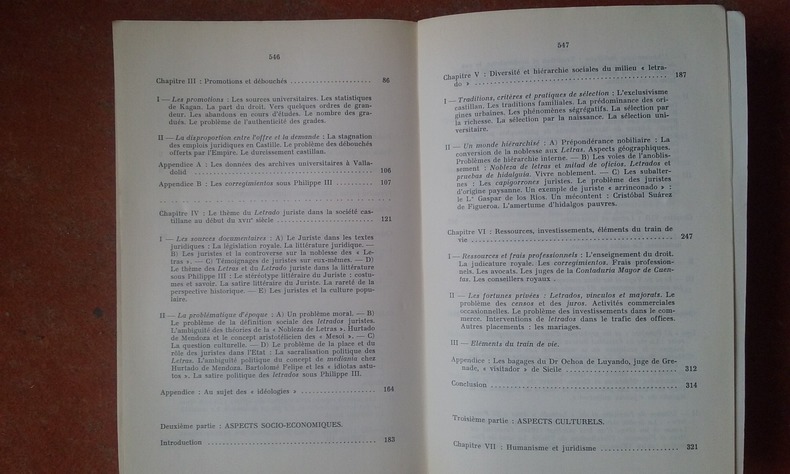 546
Chapitre III : Promotions et débouchés .................... 86
I — Les promotions : Les sources universitaires. Les statistiques
de Kagan. La part du droit. Vers quelques ordres de gran-
deur. Les abandons en cours d'études. Le nombre des gra-
dués. Le problème de l'authenticité des grades.
II — La disproportion entre l'offre et la demande : La stagnation
des emplois juridiques en Castille. Le problème des débouchés
offerts par l'Empire. Le durcissement castillan.
Appendice A : Les données des archives universitaires à Valla-
dolid .................... 106
Appendice B : Les corregimientos sous Philippe III .......... 107
Chapitre IV : Le thème du Letrado juriste dans la société cas-
tillane au début du XVIIe siècle .................... 121
I — Les sources documentaires : A) Le Juriste dans les textes
juridiques : La législation royale. La littérature juridique. —
B) Les juristes et la controverse sur la noblesse des « Le-
tras ». — C) Témoignages de juristes sur eux-mêmes. — D)
Le thème des Letras et du Letrado juriste dans la littérature
sous Philippe III : Le stéréotype littéraire du Juriste : costu-
mes et savoir. La satire littéraire du Juriste. La rareté de la
perspective historique. — E) Les juristes et la culture popu-
laire.
II — La problématique d'époque : A) Un problème moral. — B)
Le problème de la définition sociale des letrados juristes.
L'ambiguïté des théories de la « Nobleza de Letras ». Hurtado
de Mendoza et le concept aristotélicien des « Mesoi ». — C)
La question culturelle. — D) Le problème de la place et du
rôle des juristes dans l'Etat : La sacralisation politique des
Letras. L'ambiguïté politique du concept de mediania chez
Hurtado de Mendoza. Bartolomé Felipe et les « idiotas astu-
tos ». La satire politique des letrados sous Philippe III.
Appendice : Au sujet des « idéologies » .................... 164
Deuxième partie : ASPECTS SOCIO-ECONOMIQUES.
Introduction .................... 183
547
Chapitre V : Diversité et hiérarchie sociales du milieu « letra-
do » .................... 187
I — Traditions, critères et pratiques de sélection : L'exclusivisme
castillan. Les traditions familiales. La prédominance des ori-
gines urbaines. Les phénomènes ségrégatifs. La sélection par
la richesse. La sélection par la naissance. La sélection uni-
versitaire.
II — Un monde hiérarchisé : A) Prépondérance nobiliaire : La
conversion de la noblesse aux Letras. Aspects géographiques.
Problèmes de hiérarchie interne. — B) Les voies de l'anoblis-
sement : Nobleza de letras et milad de oficios. Letrados et
pruebas de hidalguia. Vivre noblement. — C) Les subalter-
nes : Les capigorrones juristes. Le problème des juristes
d'origine paysanne. Un exemple de juriste « arrinconado » :
le Lo Gaspar de los Rios. Un mécontent : Cristóbal Suárez
de Figueroa. L'amertume d'hidalgos pauvres.
Chapitre VI : Ressources, investissements, éléments du train de
vie .................... 247
I — Ressources et frais professionnels : L'enseignement du droit.
La judicature royale. Les corregimientos. Frais profession-
nels. Les avocats. Les juges de la Contaduria Mayor de Cuen-
tas. Les conseillers royaux .
II — Les fortunes privées : Letrados, vinculos et majorats. Le
problème des censos et des juros. Activités commerciales
occasionnelles. Le problème des investissements dans le com-
merce. Interventions de letrados dans le trafic des offices.
Autres placements : les mariages.
III — Eléments du train de vie.
Appendice : Les bagages du Dr Ochoa de Luyando, juge de Gre-
nade, « visitador » de Sicile .................... 312
Conclusion .................... 314
Troisième partie : ASPECTS CULTURELS.
Chapitre VII : Humanisme et juridisme .................... 321